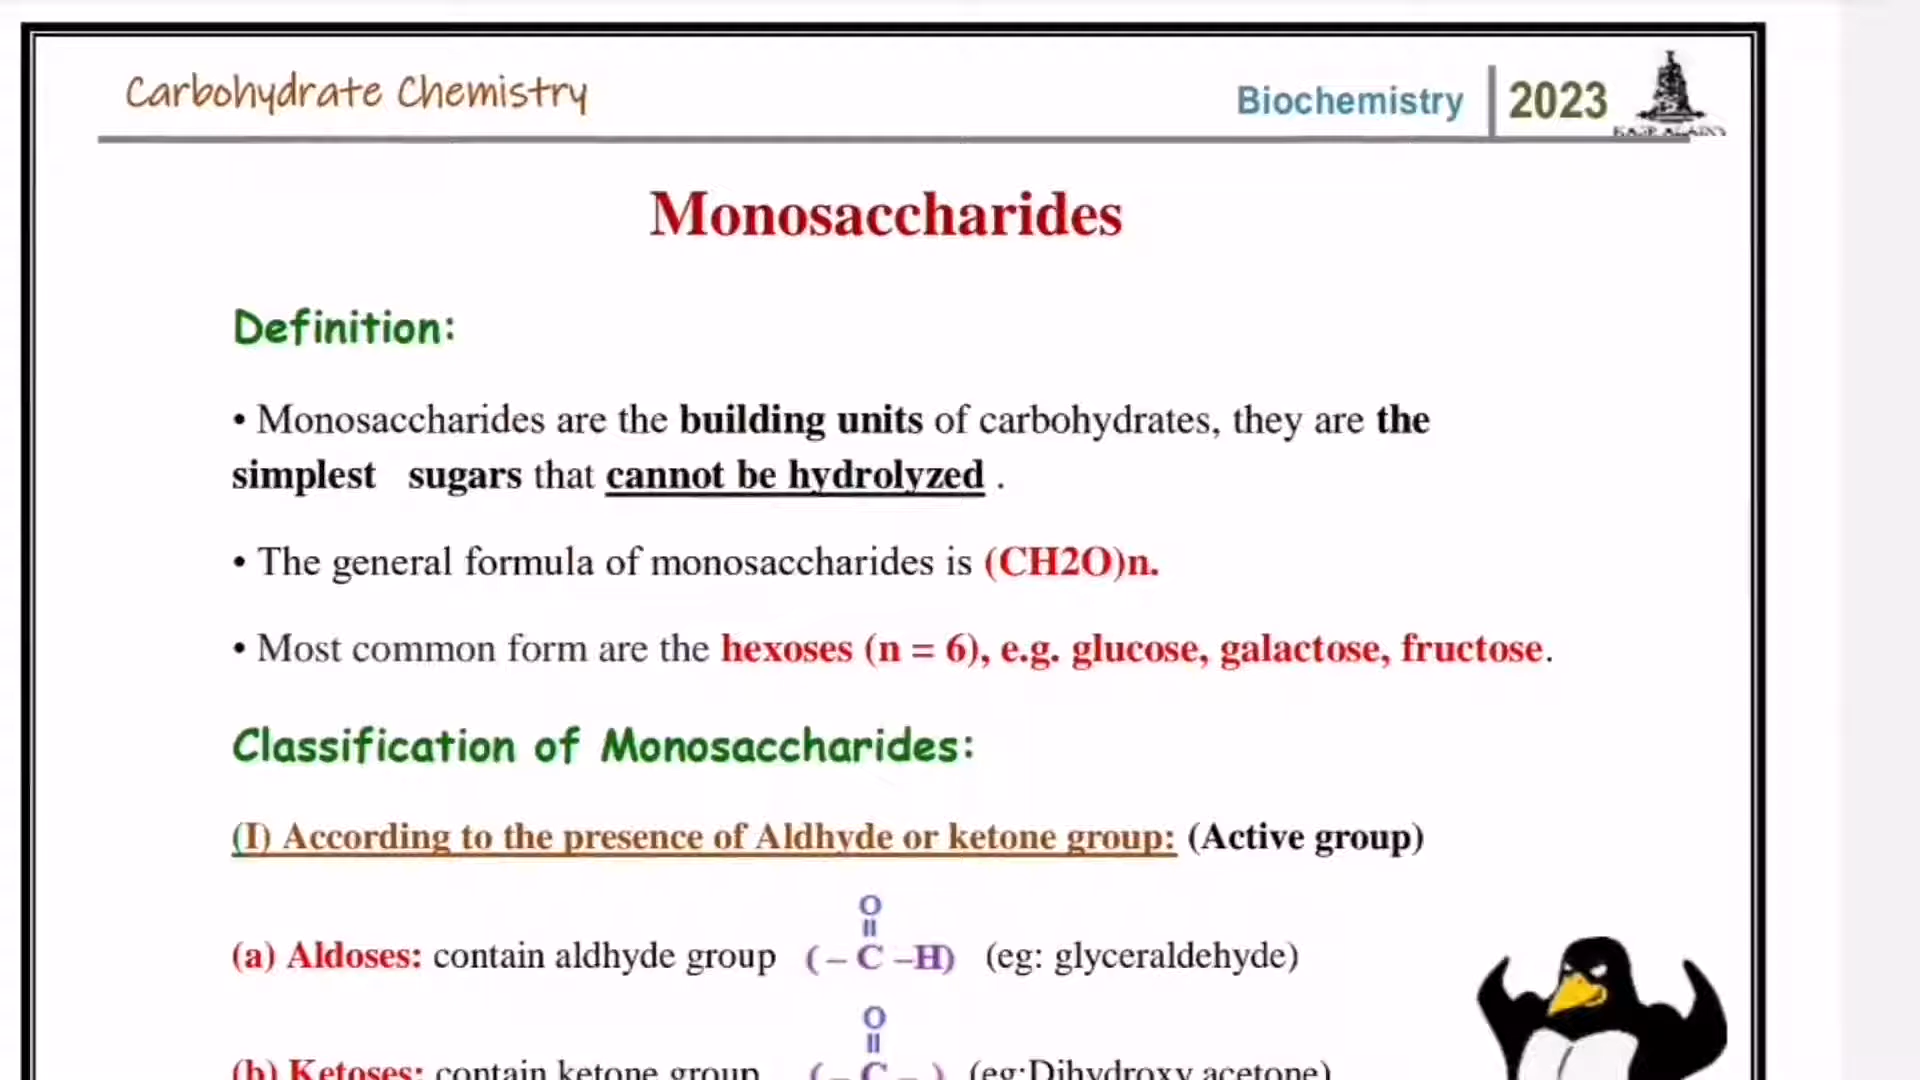 Carbohydrate Chemistry
Biochemistry 2023
KASR ALAINY
Monosaccharides
Definition:
• Monosaccharides are the building units of carbohydrates, they are the
simplest sugars that cannot be hydrolyzed .
• The general formula of monosaccharides is (CH2O)n.
• Most common form are the hexoses (n = 6), e.g. glucose, galactose, fructose.
Classification of Monosaccharides:
(I) According to the presence of Aldhyde or ketone group: (Active group)
O
=
(a) Aldoses: contain aldhyde group (– C –H) (eg: glyceraldehyde)
O
=
(b) Ketoses: contain ketone group (– C – ) (eg:Dihydroxy acetone)